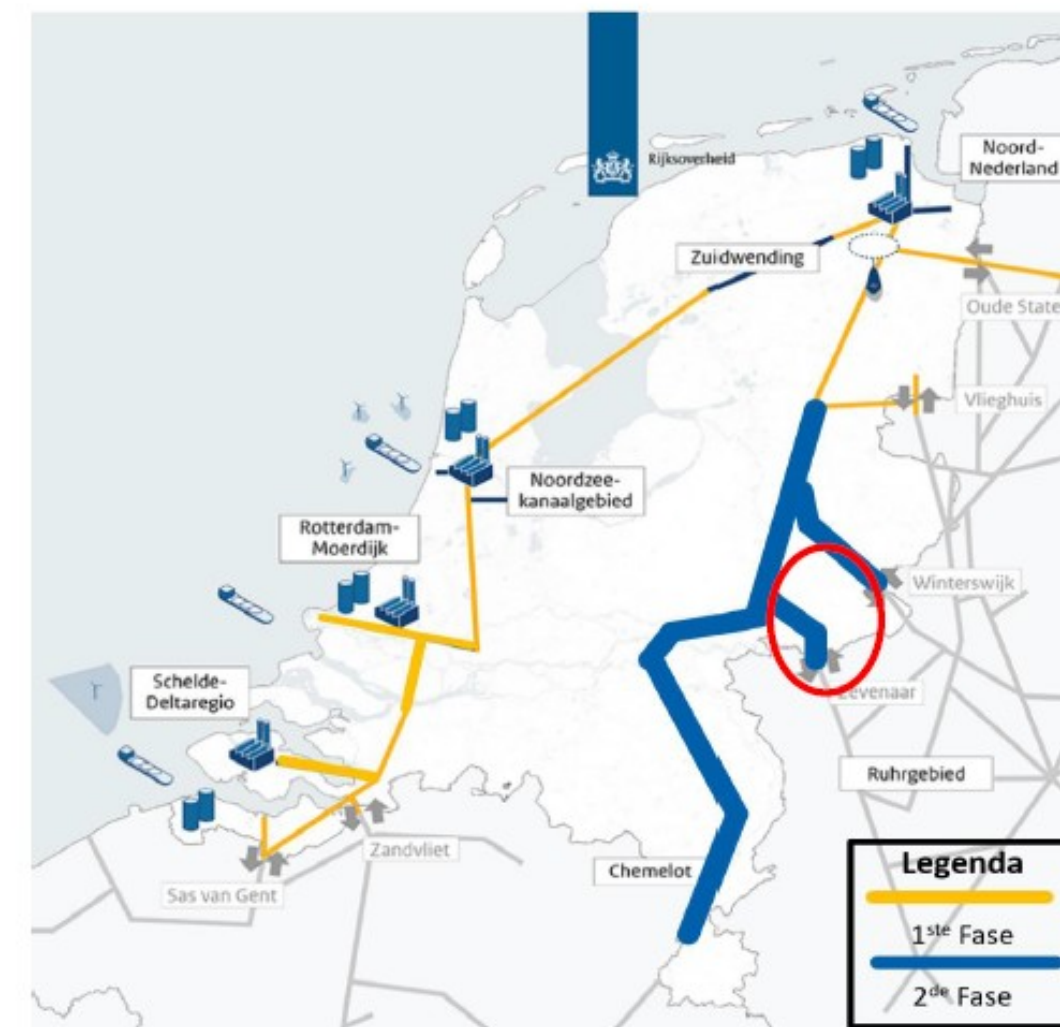 Rijksoverheid
Noord-
Nederland
Zuidwending
Oude State
Vlieghuis
Noordzee-
kanaalgebied
Rotterdam-
Moerdijk
Winterswijk
Schelde-
Deltaregio
Zevenaar
Ruhrgebied
Zandvliet
Chemelot
Sas van Gent
Legenda
1ste Fase
2de Fase